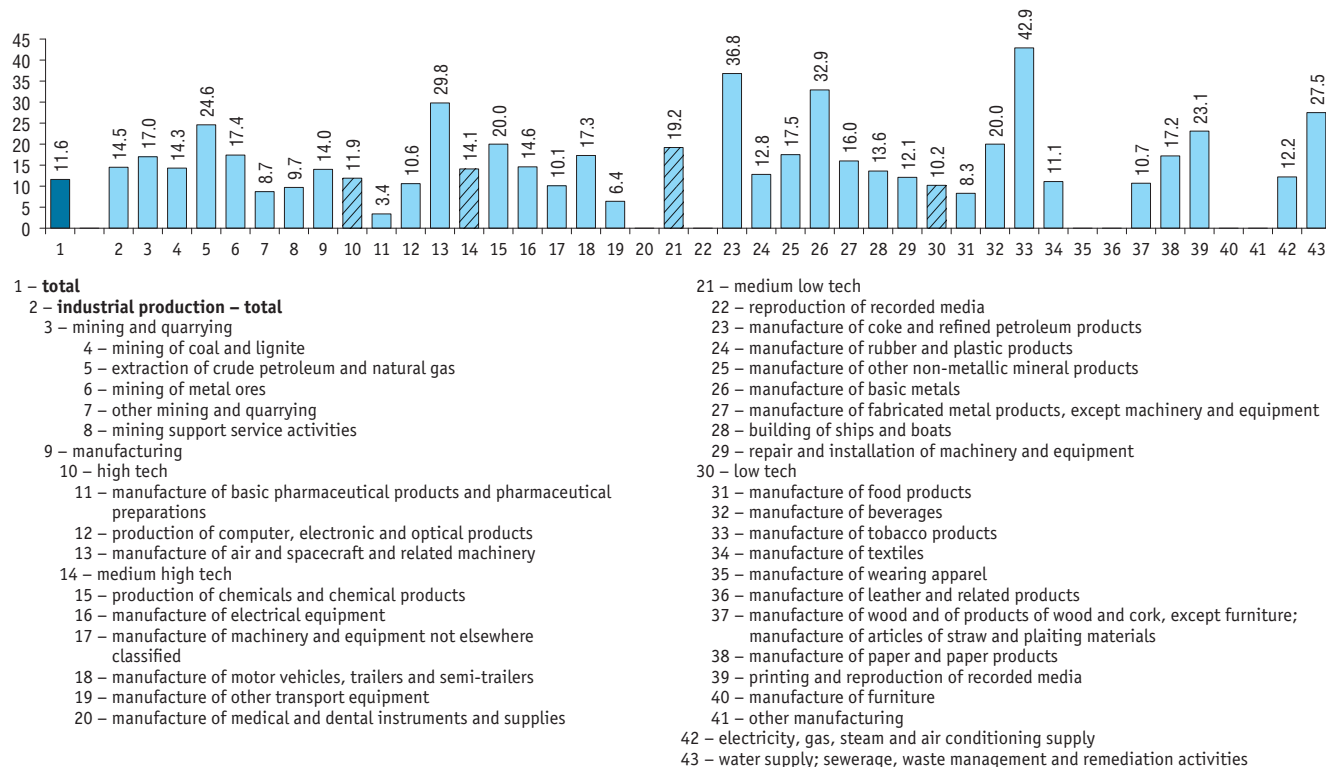 45
40
35
30
25
20
15
10
5
0
11.6
14.5
17.0
14.3
24.6
17.4
8.7
9.7
14.0
11.9
3.4
10.6
29.8
14.1
20.0
14.6
10.1
17.3
6.4
19.2
36.8
12.8
17.5
32.9
16.0
13.6
12.1
10.2
8.3
20.0
42.9
11.1
10.7
17.2
23.1
12.2
27.5
1 2 3 4 5 6 7 8 9 10 11 12 13 14 15 16 17 18 19 20 21 22 23 24 25 26 27 28 29 30 31 32 33 34 35 36 37 38 39 40 41 42 43
1 – total
2 – industrial production – total
3 – mining and quarrying
4 – mining of coal and lignite
5 – extraction of crude petroleum and natural gas
6 – mining of metal ores
7 – other mining and quarrying
8 – mining support service activities
9 – manufacturing
10 – high tech
11 – manufacture of basic pharmaceutical products and pharmaceutical
preparations
12 – production of computer, electronic and optical products
13 – manufacture of air and spacecraft and related machinery
14 – medium high tech
15 – production of chemicals and chemical products
16 – manufacture of electrical equipment
17 – manufacture of machinery and equipment not elsewhere
classified
18 – manufacture of motor vehicles, trailers and semi-trailers
19 – manufacture of other transport equipment
20 – manufacture of medical and dental instruments and supplies
21 – medium low tech
22 – reproduction of recorded media
23 – manufacture of coke and refined petroleum products
24 – manufacture of rubber and plastic products
25 – manufacture of other non-metallic mineral products
26 – manufacture of basic metals
27 – manufacture of fabricated metal products, except machinery and equipment
28 – building of ships and boats
29 – repair and installation of machinery and equipment
30 – low tech
31 – manufacture of food products
32 – manufacture of beverages
33 – manufacture of tobacco products
34 – manufacture of textiles
35 – manufacture of wearing apparel
36 – manufacture of leather and related products
37 – manufacture of wood and of products of wood and cork, except furniture;
manufacture of articles of straw and plaiting materials
38 – manufacture of paper and paper products
39 – printing and reproduction of recorded media
40 – manufacture of furniture
41 – other manufacturing
42 – electricity, gas, steam and air conditioning supply
43 – water supply; sewerage, waste management and remediation activities